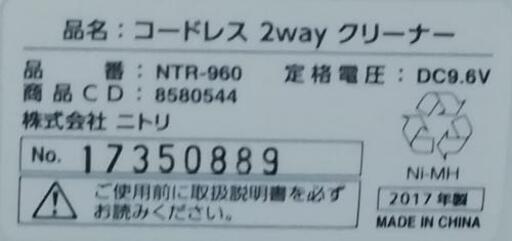 品名：コードレス 2way クリーナー
品 番：NTR-960 定格電圧：DC9.6V
商品CD：8580544
株式会社 ニトリ
No. 17350889
Ni-MH
ご使用前に取扱説明書を必ず
お読みください。
2017年製
MADE IN CHINA